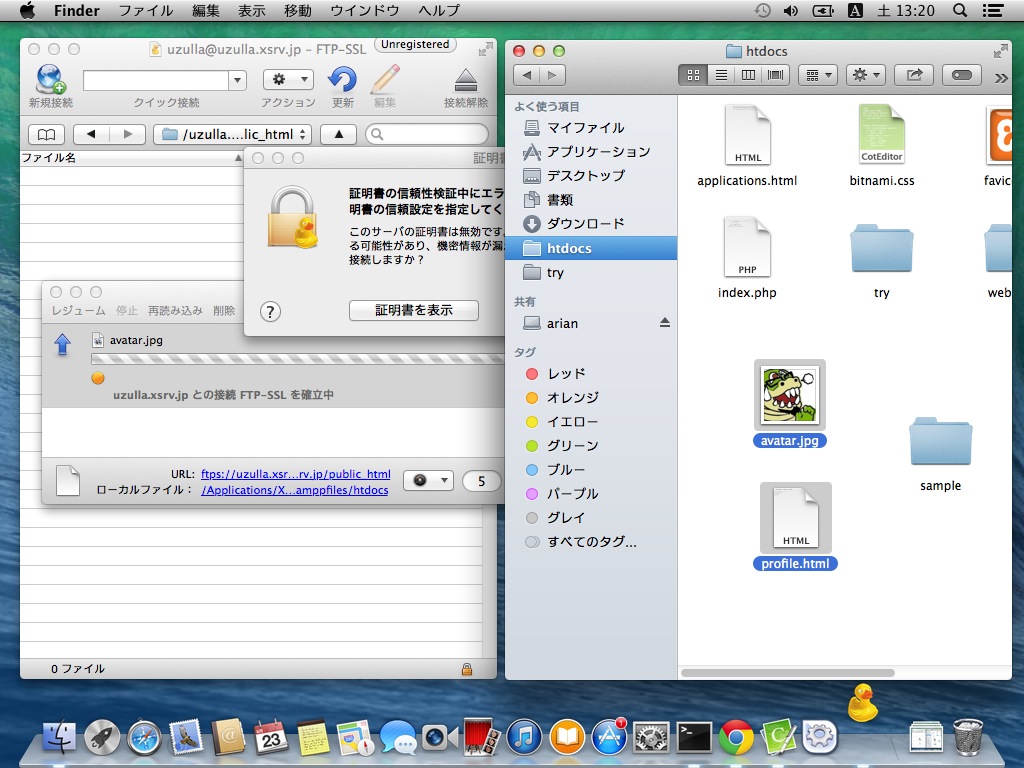 Finder ファイル 編集 表示 移動 ウインドウ ヘルプ
A 土 13:20
uzulla@uzulla.xsrv.jp – FTP-SSL
Unregistered
新規接続 クイック接続 アクション 更新 編集 接続解除
/uzulla....lic_html
ファイル名
証明書
証明書の信頼性検証中にエラ
明書の信頼設定を指定してく
このサーバの証明書は無効です。
る可能性があり、機密情報が漏
接続しますか？
?
証明書を表示
レジューム 停止 再読み込み 削除
avatar.jpg
uzulla.xsrv.jp との接続 FTP-SSL を確立中
URL: ftps://uzulla.xsr...rv.jp/public_html
ローカルファイル： /Applications/X...amppfiles/htdocs
5
0 ファイル
htdocs
よく使う項目
マイファイル
アプリケーション
デスクトップ
書類
ダウンロード
htdocs
try
共有
arian
タグ
レッド
オレンジ
イエロー
グリーン
ブルー
パープル
グレイ
すべてのタグ...
HTML
applications.html
CotEditor
bitnami.css
favic
PHP
index.php
try
web
avatar.jpg
sample
HTML
profile.html
23
1